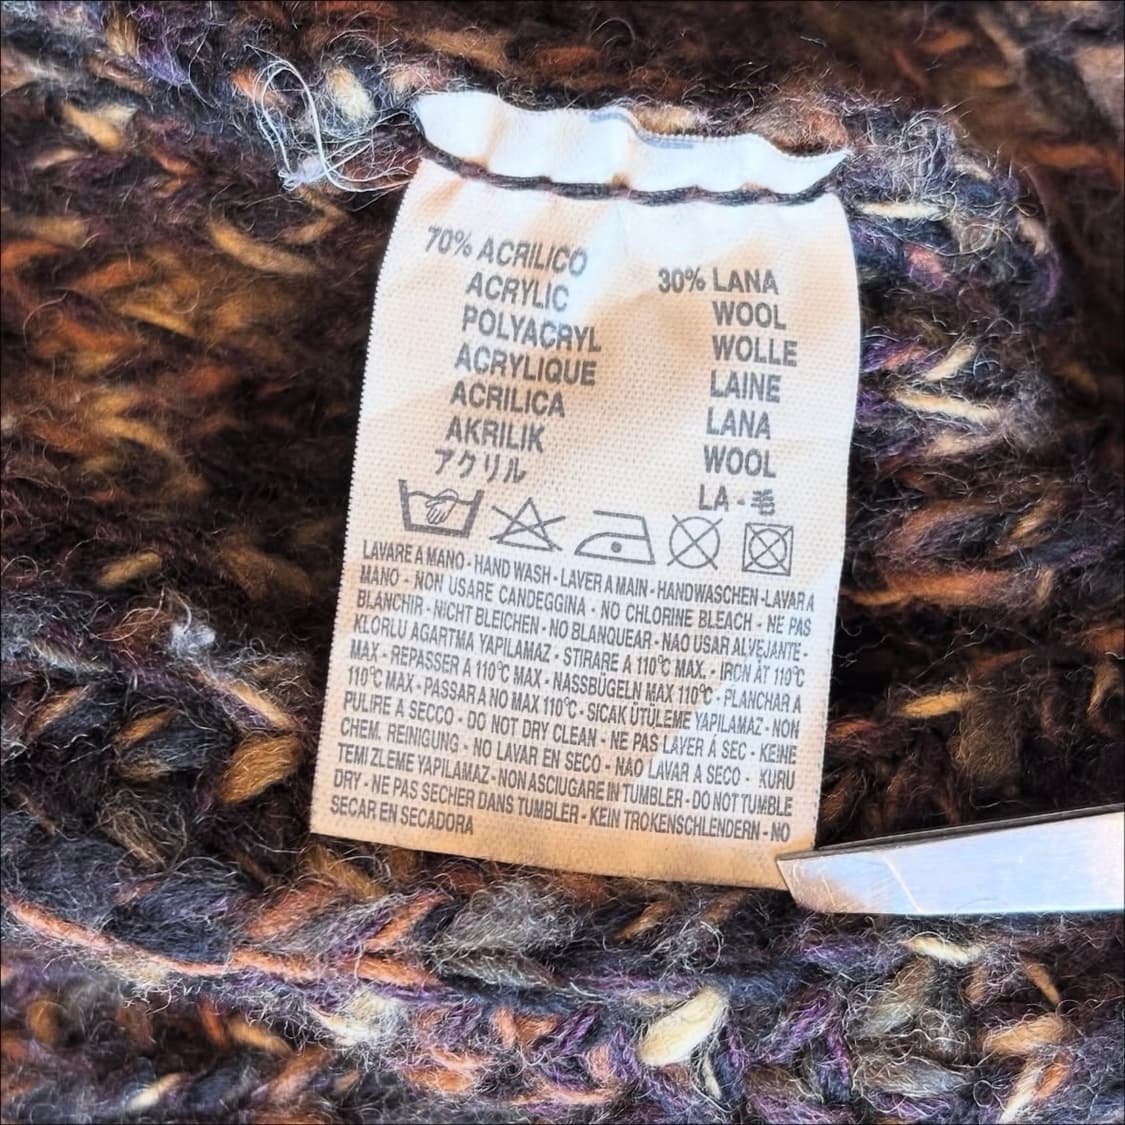 70% ACRILICO
ACRYLIC
POLYACRYL
ACRYLIQUE
ACRILICA
AKRILIK
アクリル
30% LANA
WOOL
WOLLE
LAINE
LANA
WOOL
LA - 毛
LAVARE A MANO - HAND WASH - LAVER A MAIN - HANDWASCHEN -LAVAR A
MANO - NON USARE CANDEGGINA - NO CHLORINE BLEACH - NE PAS
BLANCHIR - NICHT BLEICHEN - NO BLANQUEAR - NAO USAR ALVEJANTE -
KLORLU AGARTMA YAPILAMAZ - STIRARE A 110°C MAX. - IRON AT 110°C
MAX - REPASSER A 110°C MAX - NASSBÜGELN MAX 110°C - PLANCHAR A
110°C MAX - PASSAR A NO MAX 110°C - SICAK ÜTÜLEME YAPILAMAZ - NON
PULIRE A SECCO - DO NOT DRY CLEAN - NE PAS LAVER Á SEC - KEINE
CHEM. REINIGUNG - NO LAVAR EN SECO - NAO LAVAR A SECO - KURU
TEMI ZLEME YAPILAMAZ - NON ASCIUGARE IN TUMBLER - DO NOT TUMBLE
DRY - NE PAS SECHER DANS TUMBLER - KEIN TROKENSCHLENDERN - NO
SECAR EN SECADORA